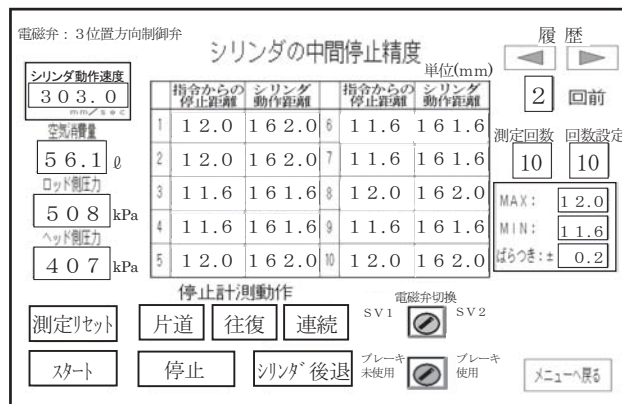 電磁弁：３位置方向制御弁
シリンダの中間停止精度
履 歴
単位(mm)
シリンダ動作速度
３０３.０
mm/sec
空気消費量
５６.１ ℓ
ロッド側圧力
５０８ kPa
ヘッド側圧力
４０７ kPa
指令からの停止距離 シリンダ動作距離 指令からの停止距離 シリンダ動作距離
1 １２.０ １６２.０ 6 １１.６ １６１.６
2 １２.０ １６２.０ 7 １１.６ １６１.６
3 １１.６ １６１.６ 8 １２.０ １６２.０
4 １１.６ １６１.６ 9 １１.６ １６１.６
5 １２.０ １６２.０ 10 １２.０ １６２.０
２ 回前
測定回数 回数設定
10 10
MAX: １２.０
MIN: １１.６
ばらつき:± ０.２
停止計測動作
測定ﾘｾｯﾄ 片道 往復 連続
電磁弁切換
SV1 SV2
スタート 停止 ｼﾘﾝﾀﾞ後退
ブレーキ未使用 ブレーキ使用
メニューへ戻る